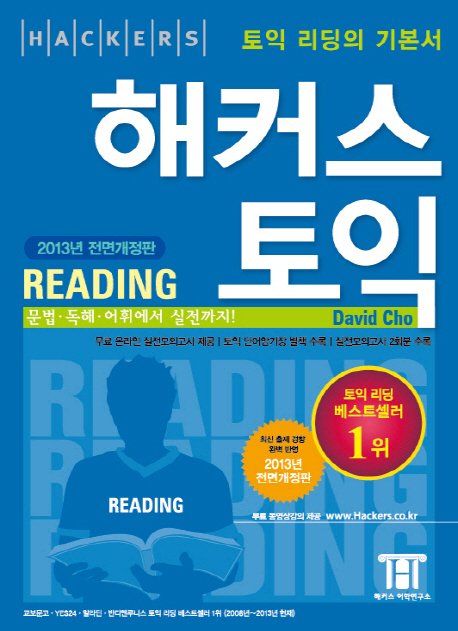 HACKERS
토익 리딩의 기본서
해커스
토익
2013년 전면개정판
READING
문법·독해·어휘에서 실전까지!
David Cho
무료 온라인 실전모의고사 제공 | 토익 단어암기장 별책 수록 | 실전모의고사 2회분 수록
READING
READING
READING
토익 리딩
베스트셀러
1위
최신 출제 경향
완벽 반영
2013년
전면개정판
READING
무료 동영상강의 제공 www.Hackers.co.kr
해커스 어학연구소
교보문고·YES24·알라딘·반디앤루니스 토익 리딩 베스트셀러 1위 (2006년~2013년 현재)